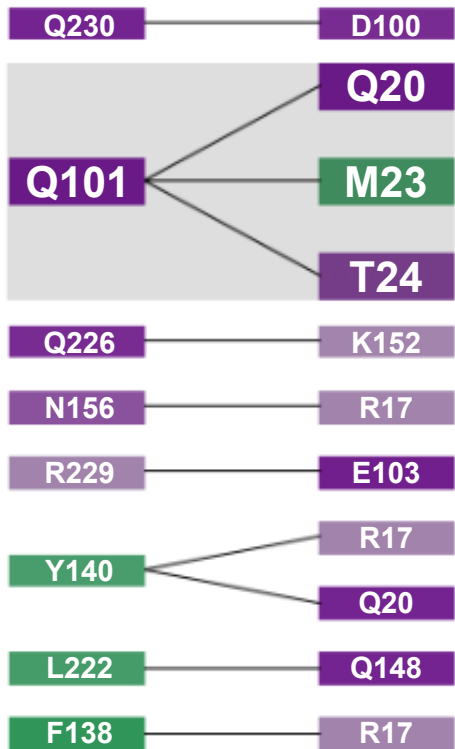 Q230 D100
Q20
Q101 M23
T24
Q226 K152
N156 R17
R229 E103
R17
Y140
Q20
L222 Q148
F138 R17